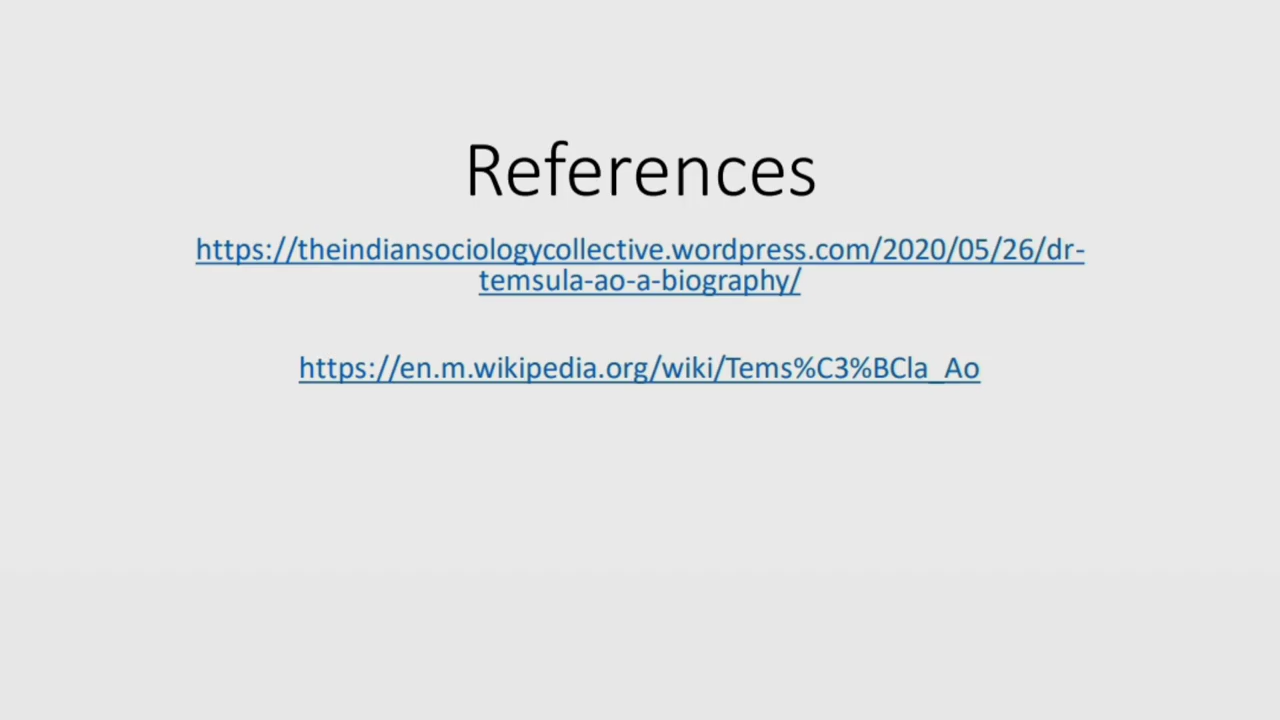 References
https://theindiansociologycollective.wordpress.com/2020/05/26/dr-
temsula-ao-a-biography/
https://en.m.wikipedia.org/wiki/Tems%C3%BCla_Ao